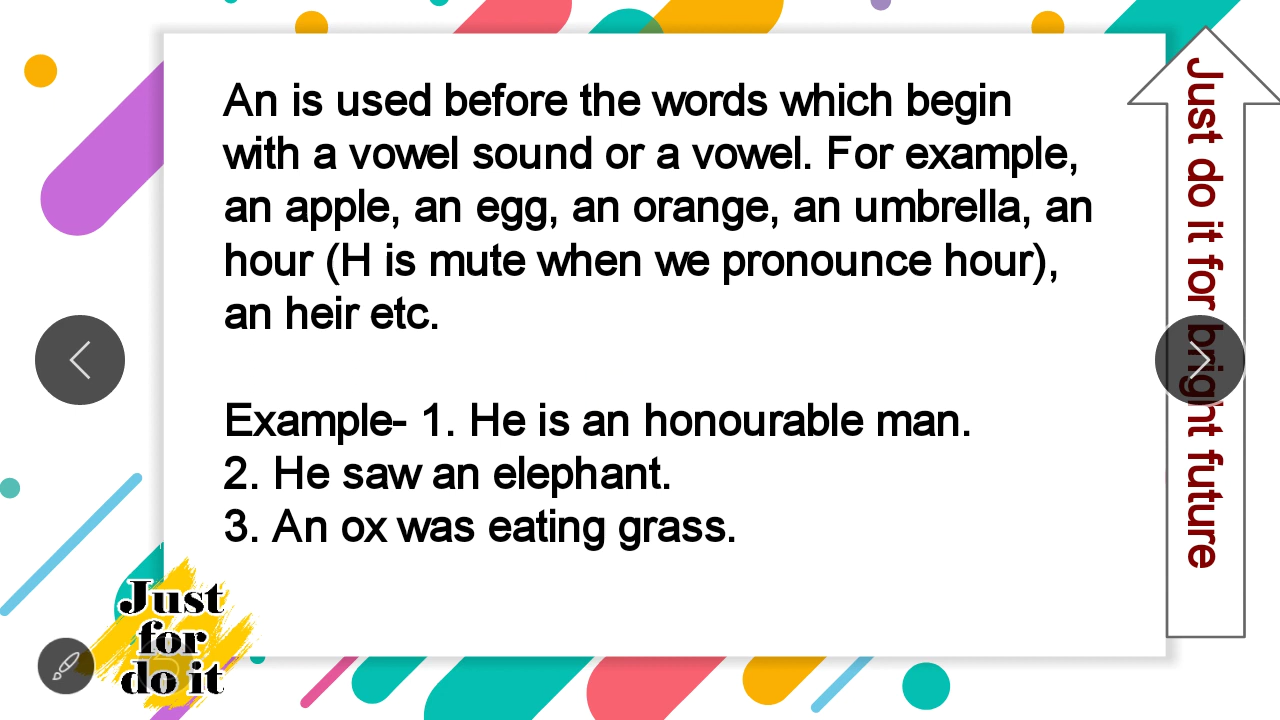 An is used before the words which begin
with a vowel sound or a vowel. For example,
an apple, an egg, an orange, an umbrella, an
hour (H is mute when we pronounce hour),
an heir etc.
Example- 1. He is an honourable man.
2. He saw an elephant.
3. An ox was eating grass.
Just do it for bright future
Just
for
do it